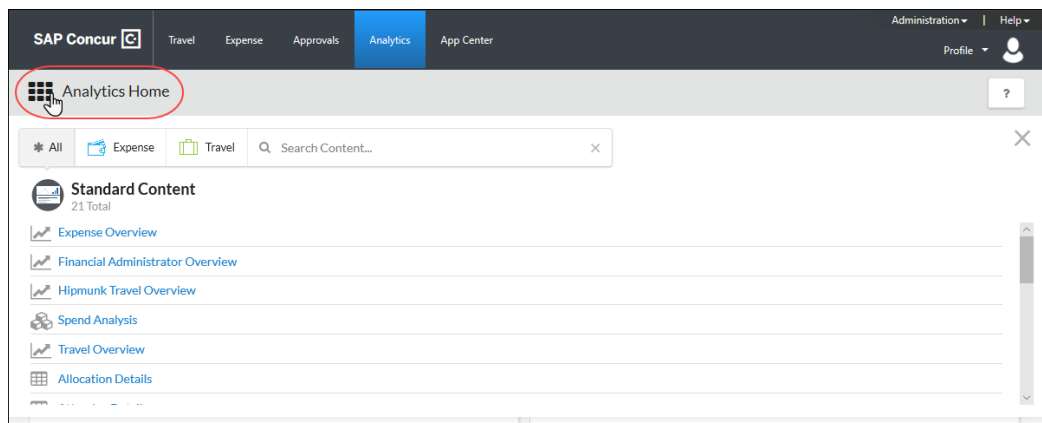 Administration | Help
SAP Concur C Travel Expense Approvals Analytics App Center
Profile
Analytics Home ?
All Expense Travel Search Content...
Standard Content
21 Total
Expense Overview
Financial Administrator Overview
Hipmunk Travel Overview
Spend Analysis
Travel Overview
Allocation Details